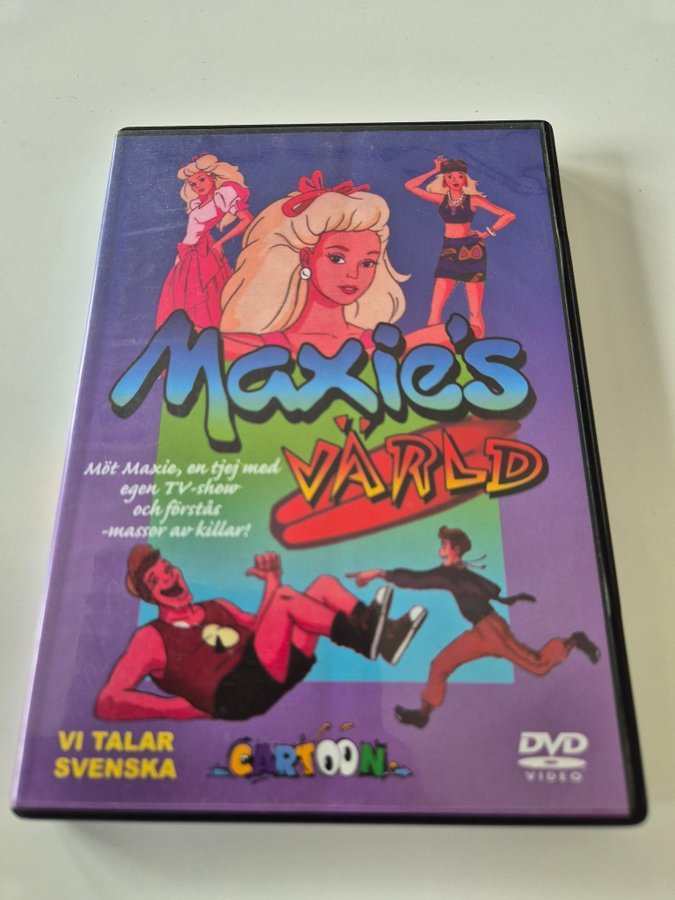 Maxie's
VÄRLD
Möt Maxie, en tjej med
egen TV-show
och förstås
-massor av killar!
VI TALAR
SVENSKA
CARTOON
DVD
VIDEO